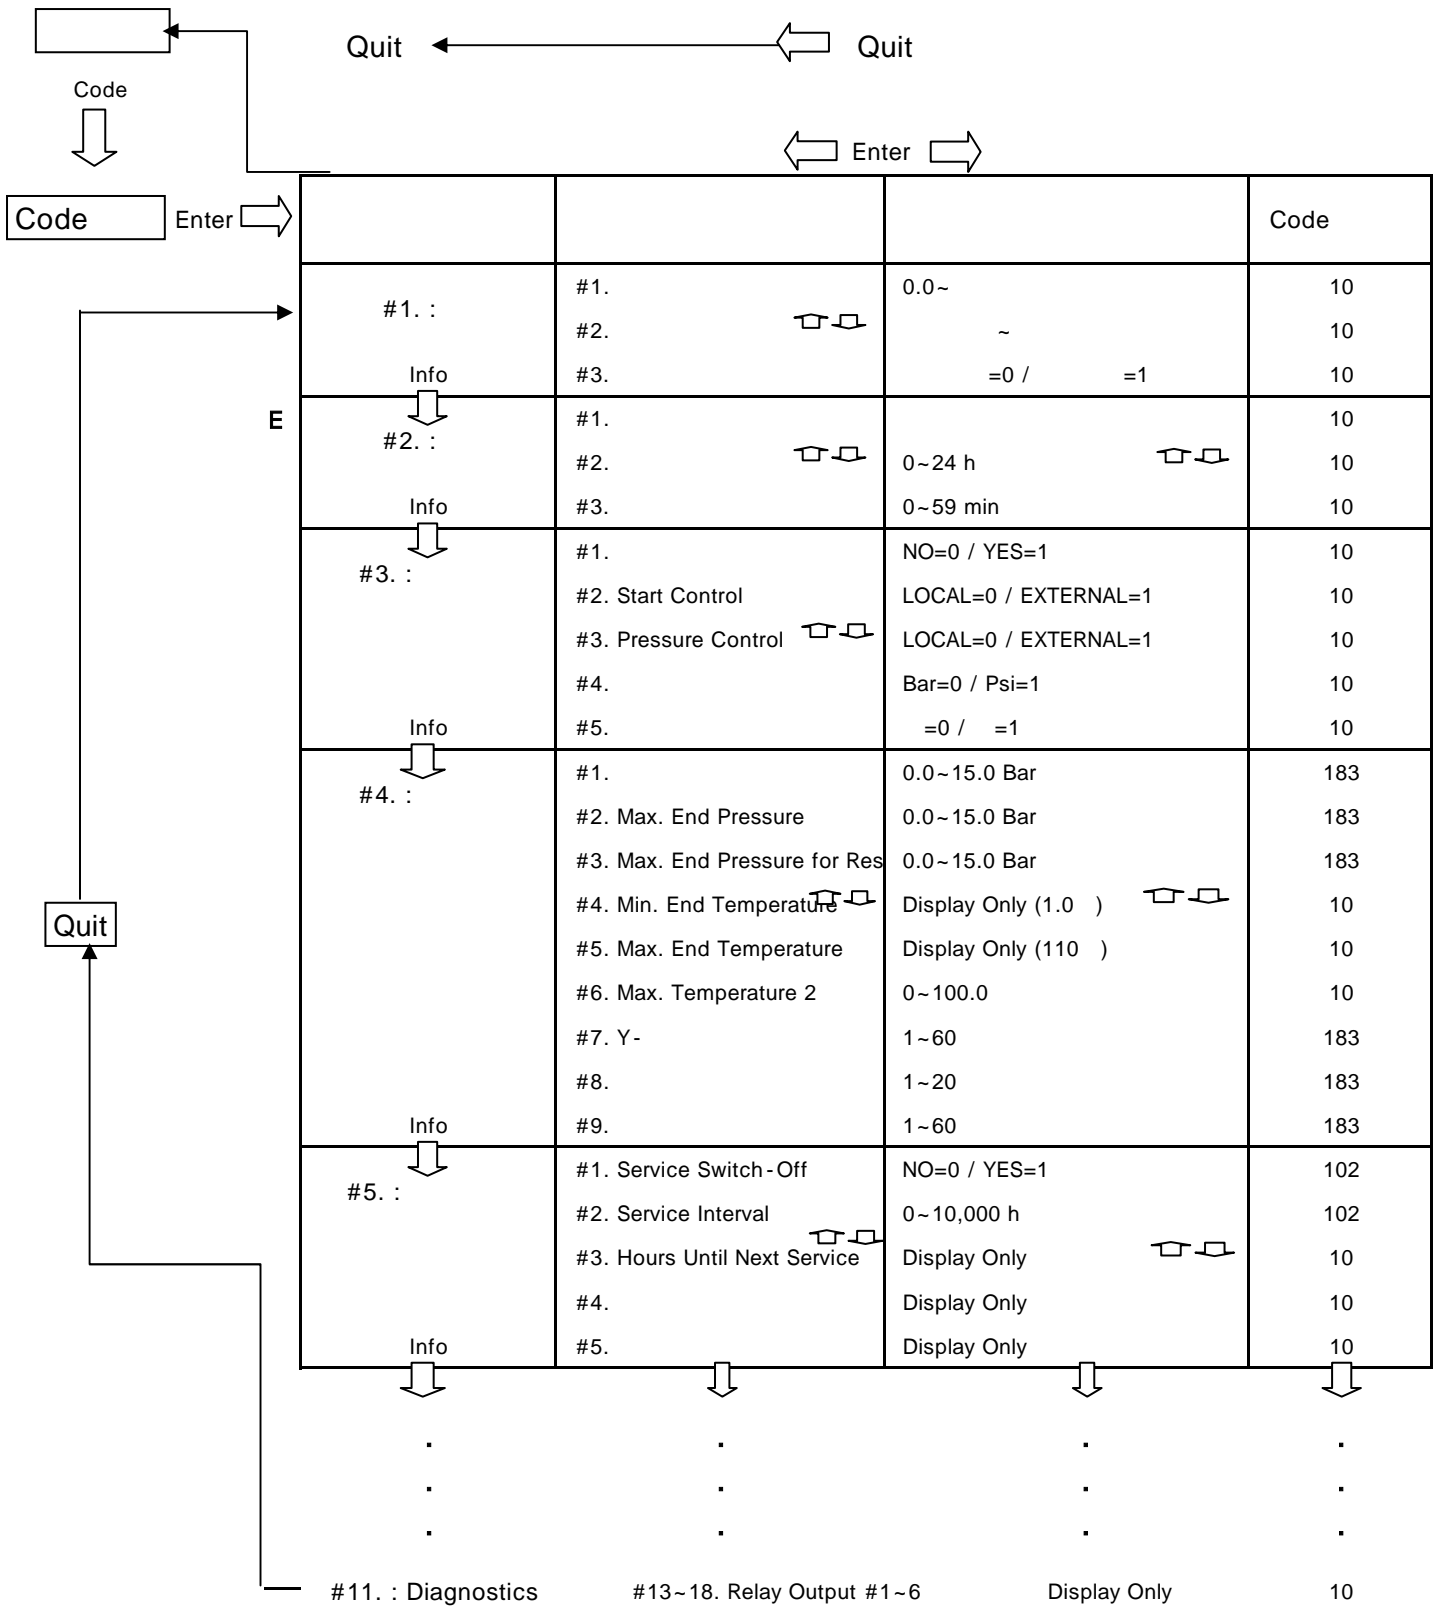 Quit Quit
Code
Enter
Code Enter Code
#1. 0.0~ 10
#1. :
#2. ~ 10
Info #3. =0 / =1 10
E #1. 10
#2. :
#2. 0~24 h 10
Info #3. 0~59 min 10
#1. NO=0 / YES=1 10
#3. :
#2. Start Control LOCAL=0 / EXTERNAL=1 10
#3. Pressure Control LOCAL=0 / EXTERNAL=1 10
#4. Bar=0 / Psi=1 10
Info #5. =0 / =1 10
#1. 0.0~15.0 Bar 183
#4. :
#2. Max. End Pressure 0.0~15.0 Bar 183
#3. Max. End Pressure for Res 0.0~15.0 Bar 183
#4. Min. End Temperature Display Only (1.0 ) 10
Quit
#5. Max. End Temperature Display Only (110 ) 10
#6. Max. Temperature 2 0~100.0 10
#7. Y- 1~60 183
#8. 1~20 183
Info #9. 1~60 183
#1. Service Switch-Off NO=0 / YES=1 102
#5. :
#2. Service Interval 0~10,000 h 102
#3. Hours Until Next Service Display Only 10
#4. Display Only 10
Info #5. Display Only 10
. . . .
. . . .
. . . .
#11. : Diagnostics #13~18. Relay Output #1~6 Display Only 10